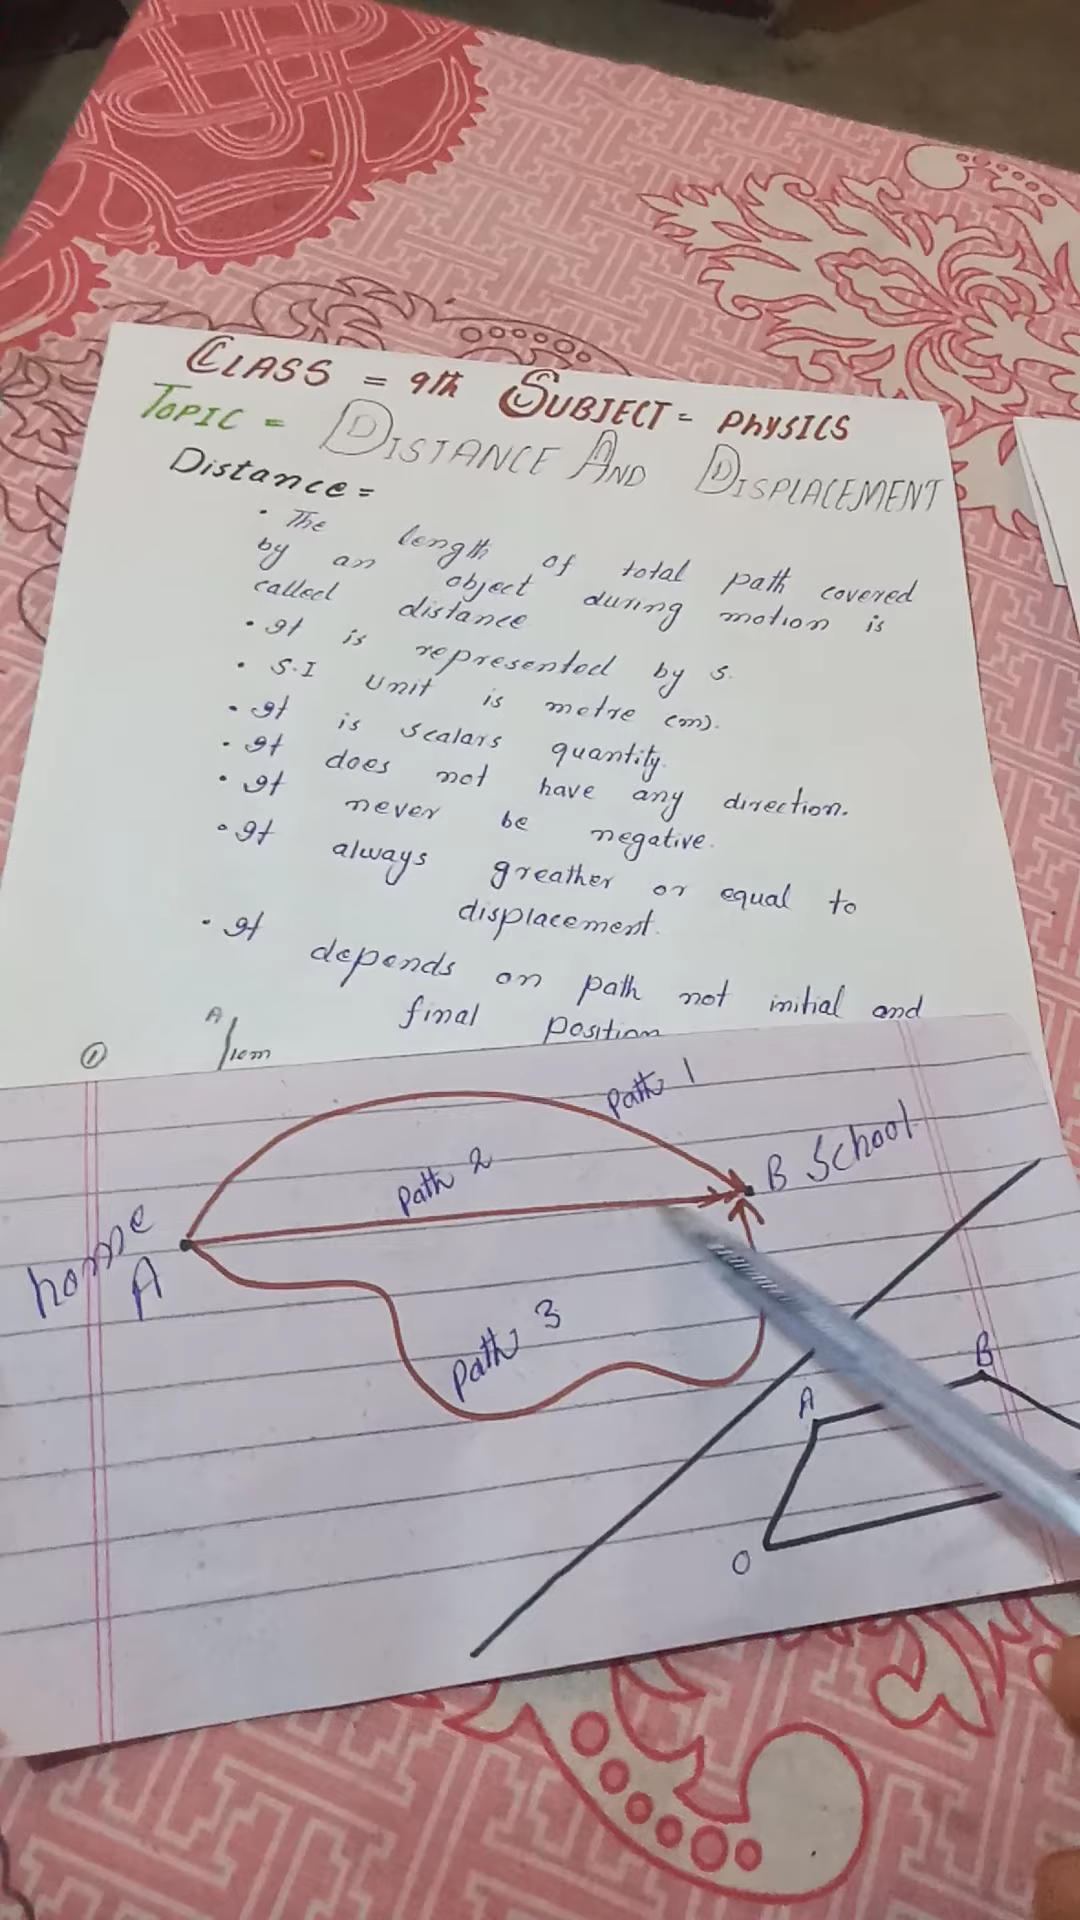 CLASS = 9th SUBJECT = PHYSICS
TOPIC = DISTANCE AND DISPLACEMENT
Distance =
• The length of total path covered
by an object during motion is
called distance
• It is represented by s.
• S.I Unit is metre (m).
• It is scalars quantity.
• It does not have any direction.
• It never be negative.
• It always greather or equal to
displacement.
• It depends on path not initial and
final position
① A 10m
Path 1
Path 2
B School
home
A
Path 3
B
A
O